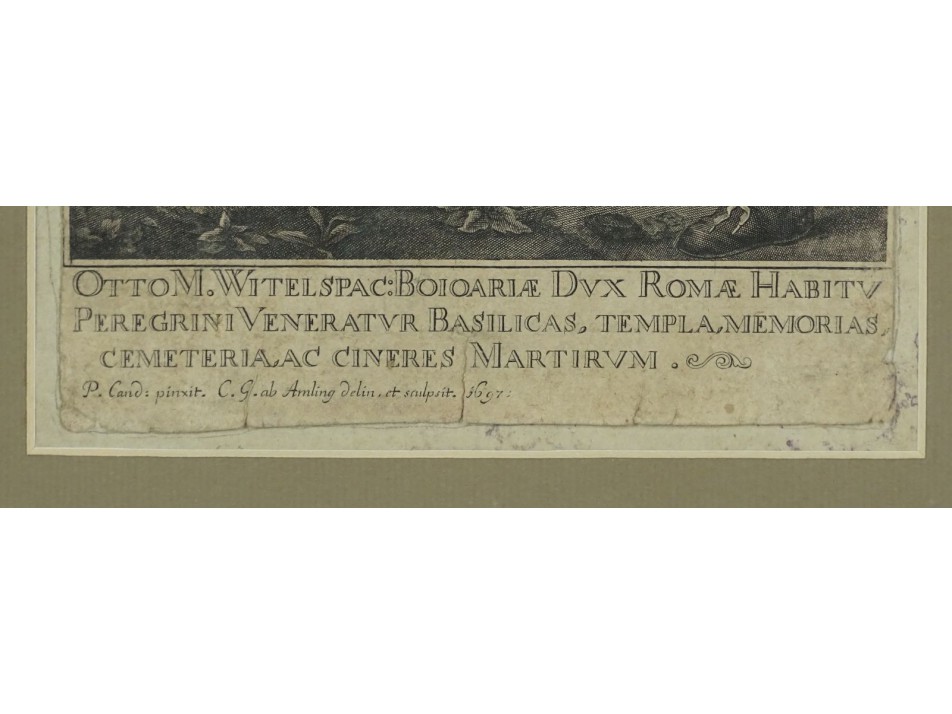 OTTO M. WITELSPAC: BOIOARIÆ DVX ROMÆ HABITV
PEREGRINI VENERATVR BASILICAS, TEMPLA, MEMORIAS,
CEMETERIA, AC CINERES MARTIRVM .
P. Cand: pinxit. C. G. ab Amling delin. et sculpsit. 1697: